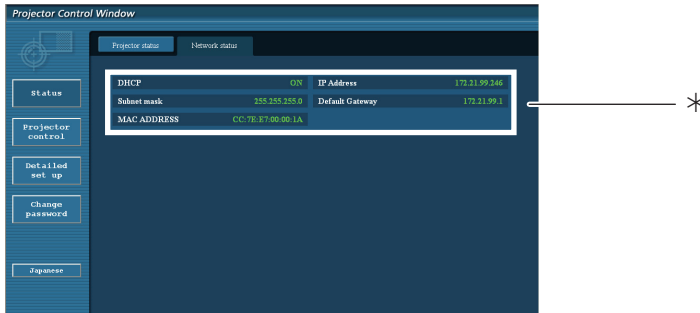 Projector Control Window
Projector status Network status
DHCP ON IP Address 172.21.99.246
Subnet mask 255.255.255.0 Default Gateway 172.21.99.1
MAC ADDRESS CC:7E:E7:00:00:1A
Status
Projector
control
Detailed
set up
Change
password
Japanese
*